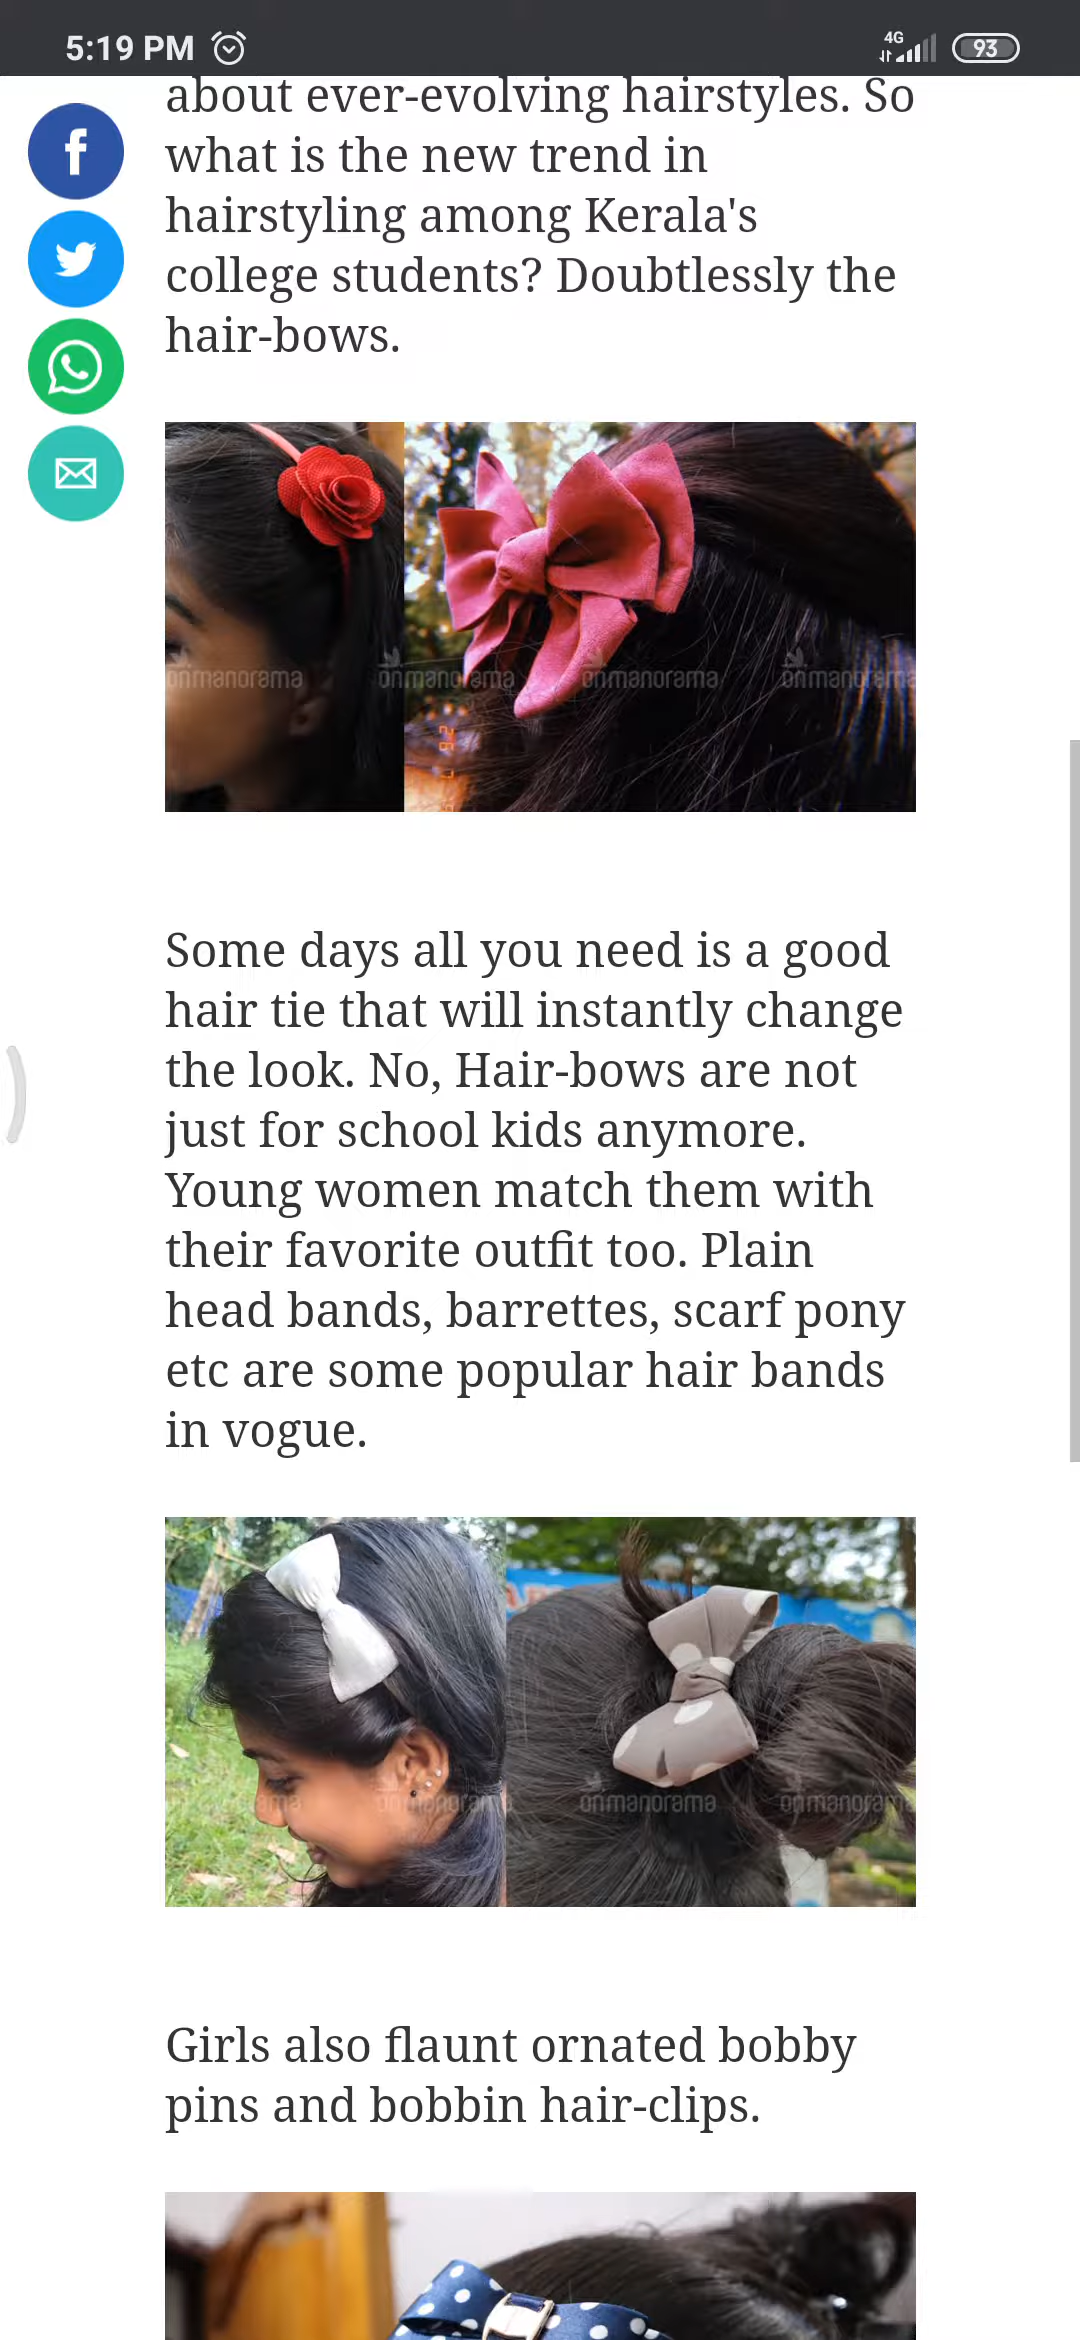 5:19 PM
4G
93
about ever-evolving hairstyles. So
what is the new trend in
hairstyling among Kerala's
college students? Doubtlessly the
hair-bows.
onmanorama onmanorama onmanorama onmanorama
Some days all you need is a good
hair tie that will instantly change
the look. No, Hair-bows are not
just for school kids anymore.
Young women match them with
their favorite outfit too. Plain
head bands, barrettes, scarf pony
etc are some popular hair bands
in vogue.
onmanorama onmanorama onmanorama
Girls also flaunt ornated bobby
pins and bobbin hair-clips.